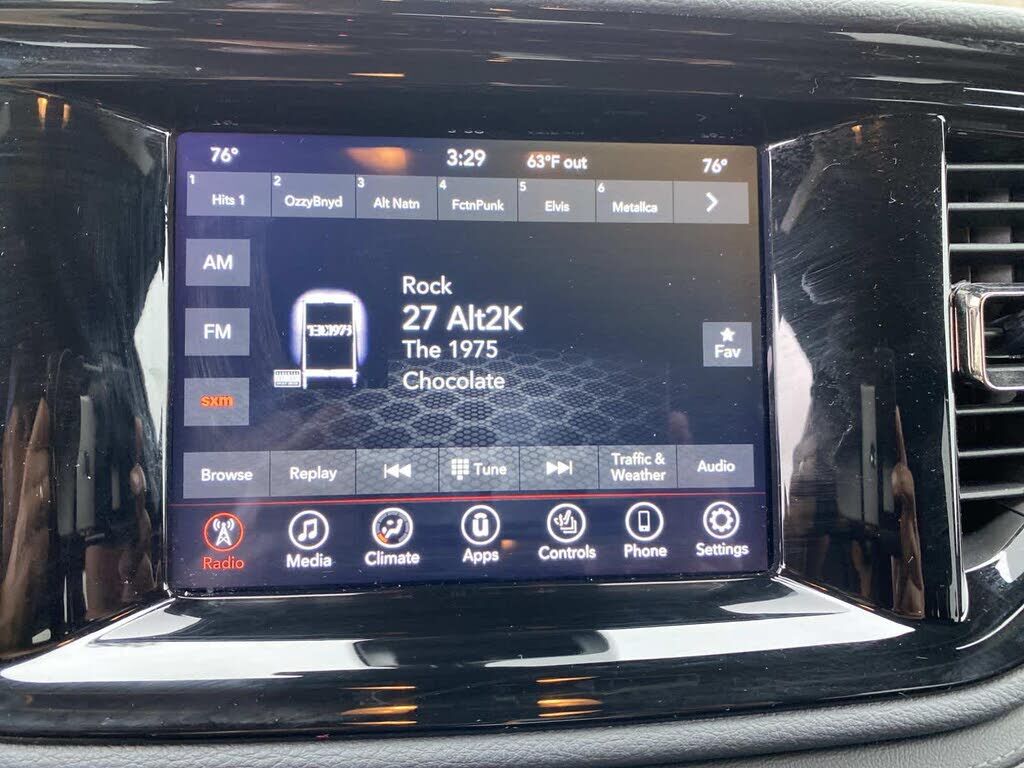 76° 3:29 63°F out 76°
1 Hits 1 2 OzzyBnyd 3 Alt Natn 4 FctnPunk 5 Elvis 6 Metallca
AM
FM
sxm
Rock
27 Alt2K
The 1975
Chocolate
THE 1975
Fav
Browse Replay Tune Traffic & Weather Audio
Radio Media Climate Apps Controls Phone Settings